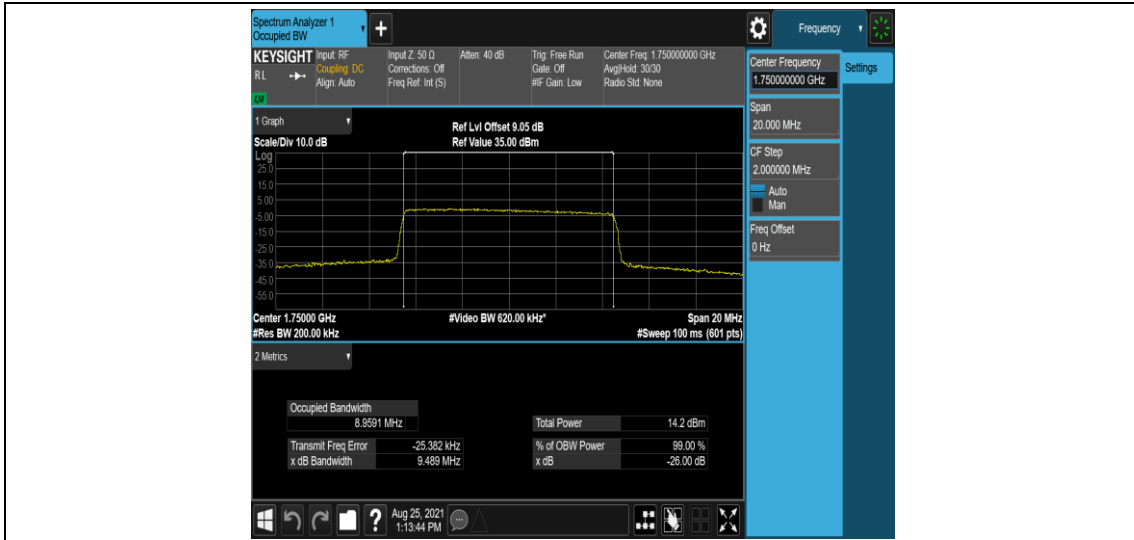 Spectrum Analyzer 1
Occupied BW
+
Frequency
KEYSIGHT
RL
LXI
Input: RF
Coupling: DC
Align: Auto
Input Z: 50 Ω
Corrections: Off
Freq Ref: Int (S)
Atten: 40 dB
Trig: Free Run
Gate: Off
#IF Gain: Low
Center Freq: 1.750000000 GHz
Avg|Hold: 30/30
Radio Std: None
Center Frequency
1.750000000 GHz
Settings
Span
20.000 MHz
CF Step
2.000000 MHz
Auto
Man
Freq Offset
0 Hz
1 Graph
Scale/Div 10.0 dB
Ref Lvl Offset 9.05 dB
Ref Value 35.00 dBm
Log
25.0
15.0
5.00
-5.00
-15.0
-25.0
-35.0
-45.0
-55.0
Center 1.75000 GHz
#Video BW 620.00 kHz*
Span 20 MHz
#Res BW 200.00 kHz
#Sweep 100 ms (601 pts)
2 Metrics
Occupied Bandwidth
8.9591 MHz
Total Power 14.2 dBm
Transmit Freq Error -25.382 kHz
% of OBW Power 99.00 %
x dB Bandwidth 9.489 MHz
x dB -26.00 dB
?
Aug 25, 2021
1:13:44 PM